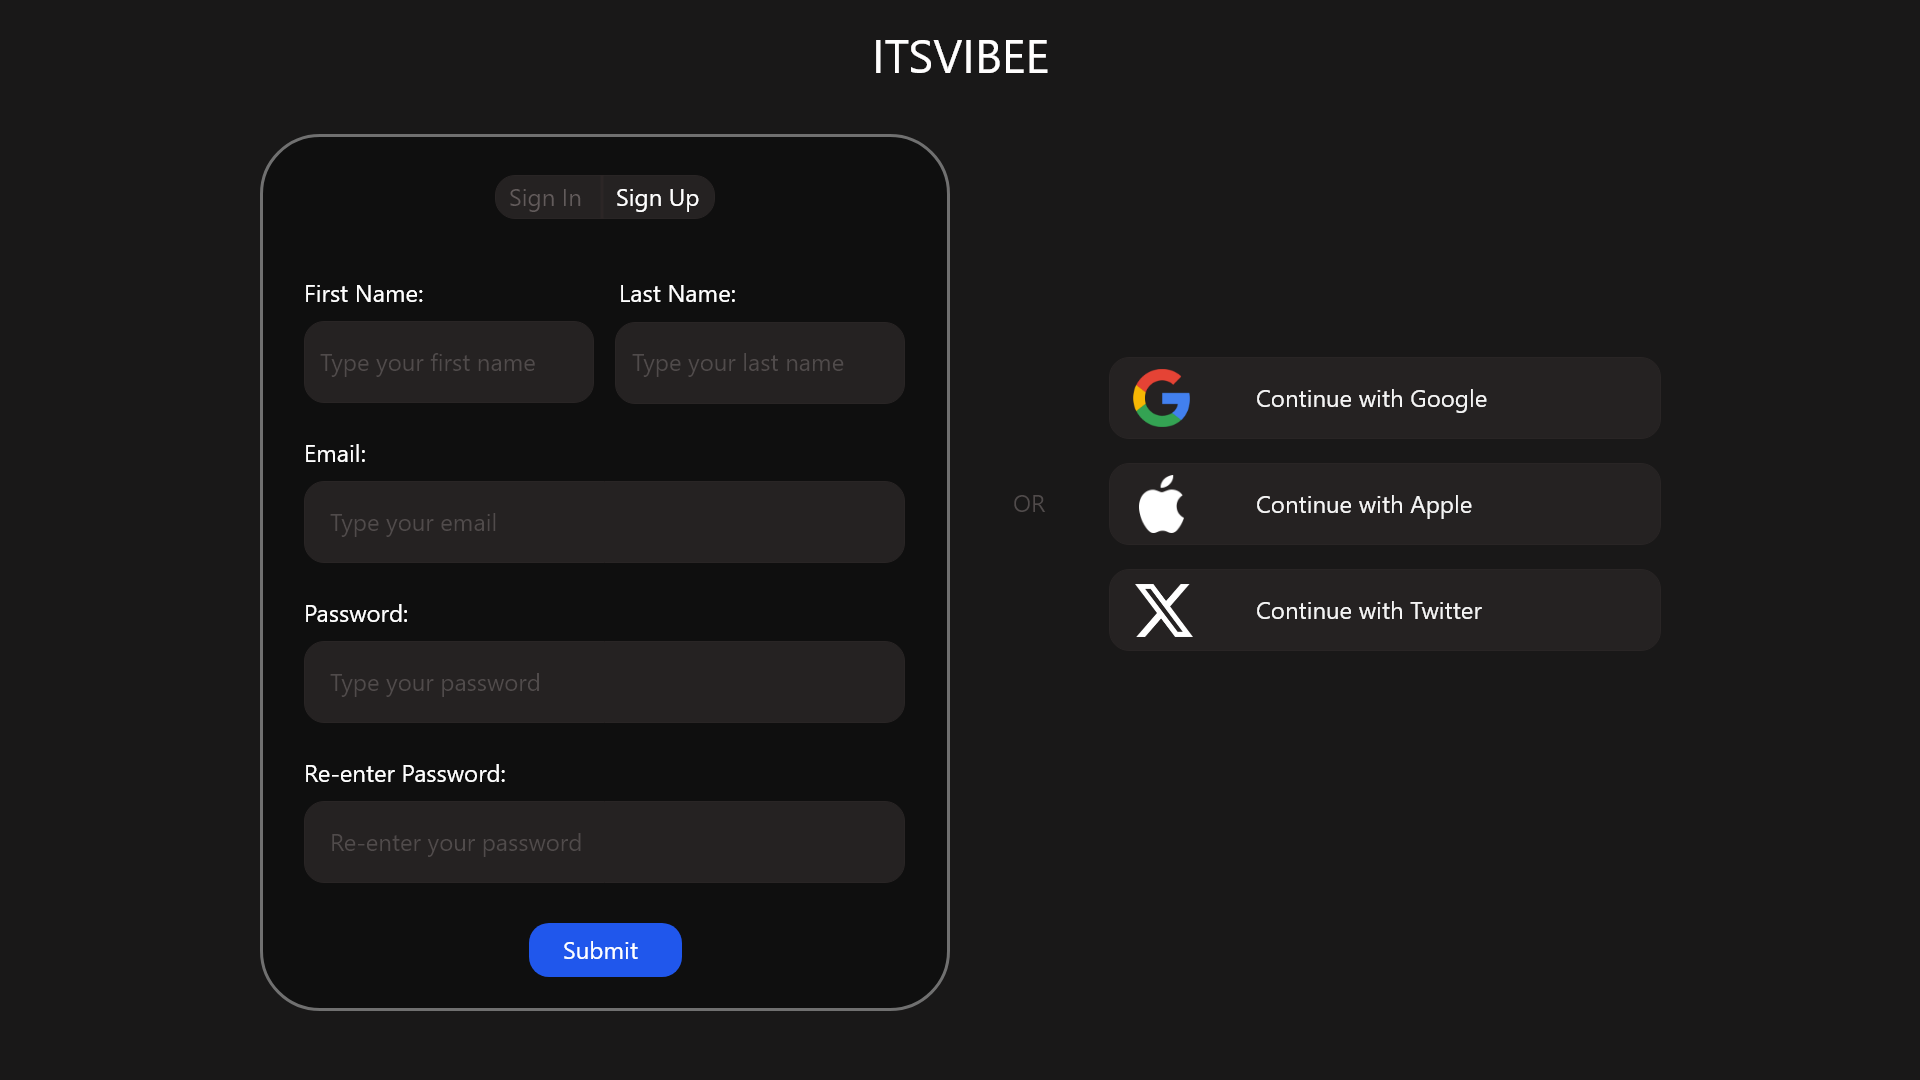 ITSVIBEE
Sign In
Sign Up
First Name:
Last Name:
Type your first name
Type your last name
Email:
Type your email
Password:
Type your password
Re-enter Password:
Re-enter your password
Submit
OR
Continue with Google
Continue with Apple
Continue with Twitter